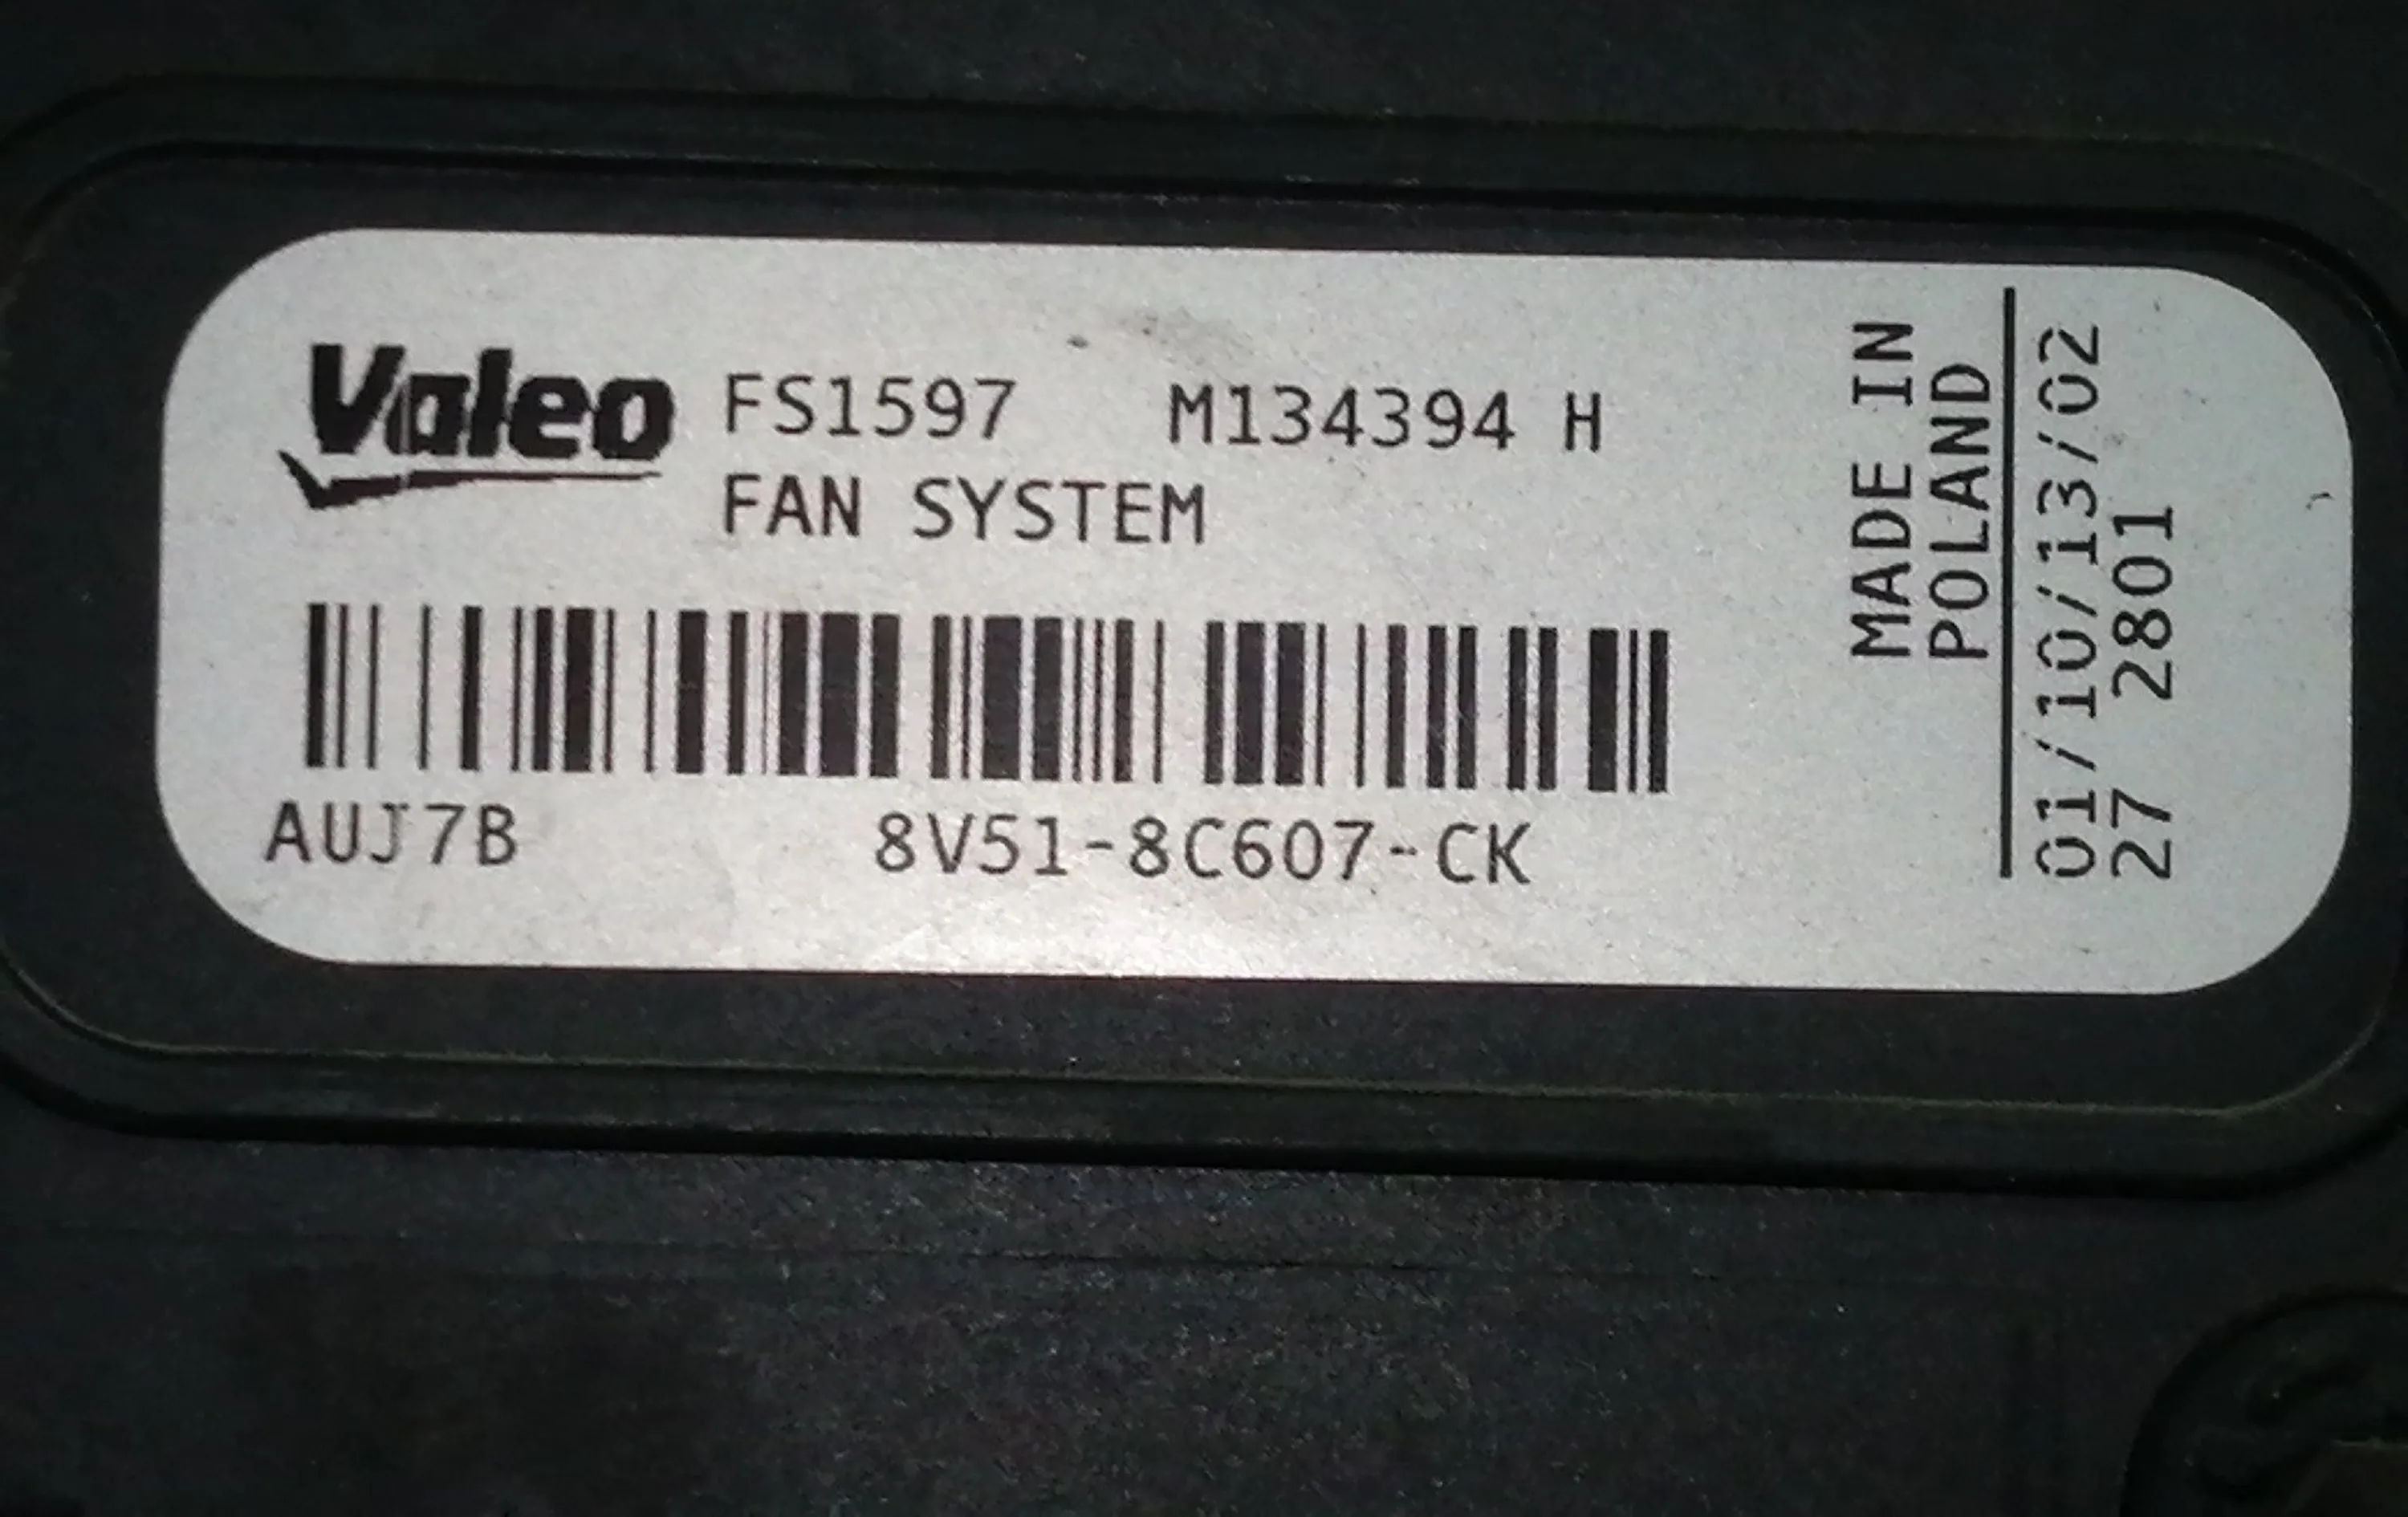 Valeo FS1597 M134394 H
FAN SYSTEM
AUJ7B 8V51-8C607-CK
MADE IN
POLAND
01/10/13/02
27 2801